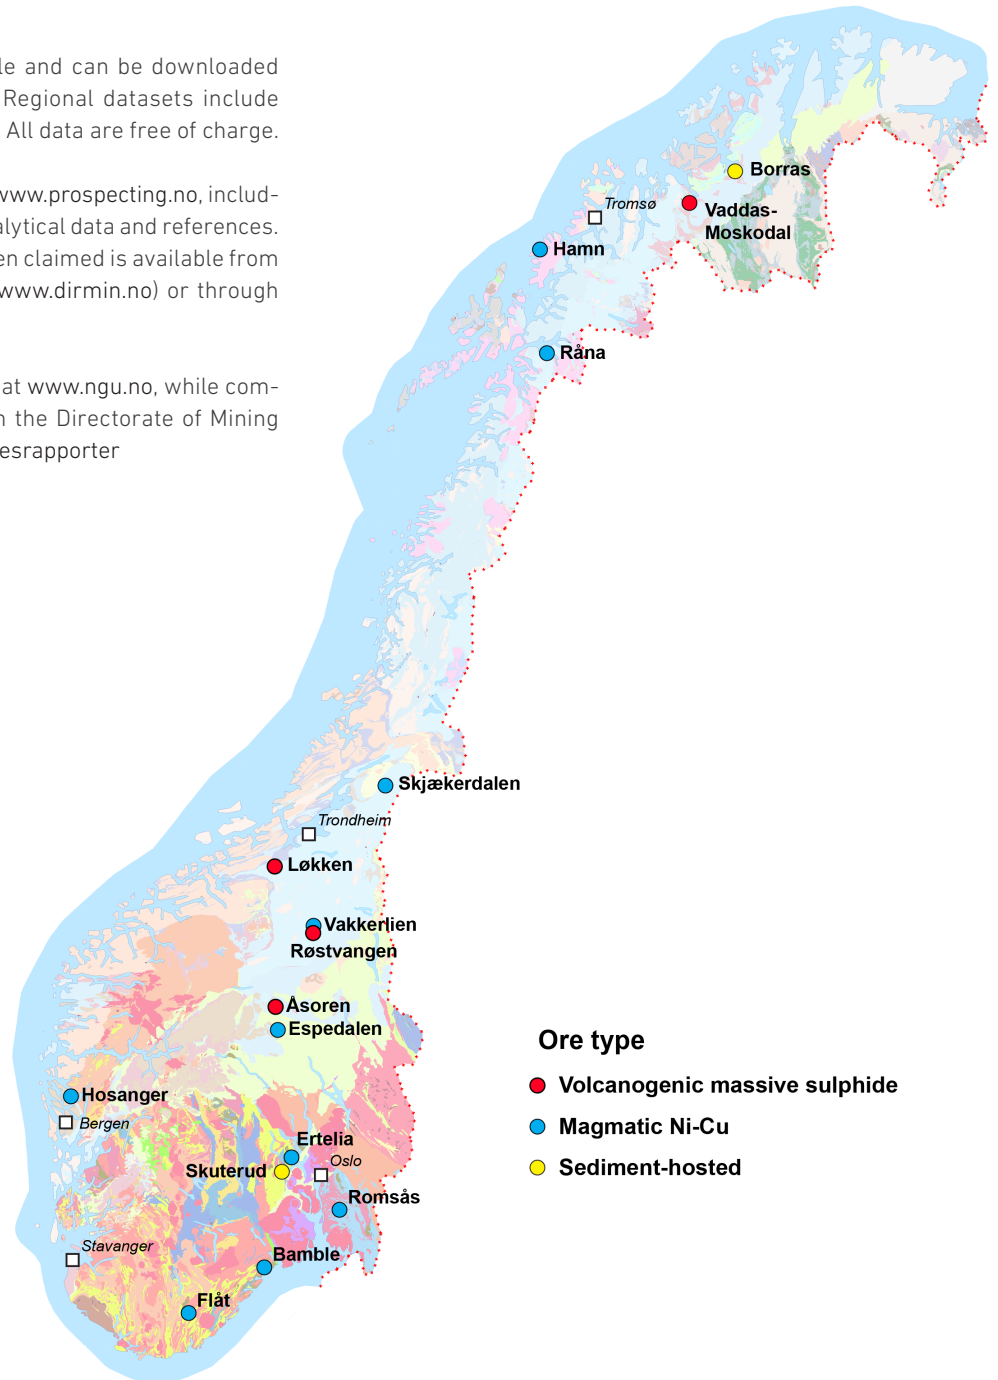 le and can be downloaded
Regional datasets include
All data are free of charge.
www.prospecting.no, includ-
alytical data and references.
en claimed is available from
www.dirmin.no) or through
at www.ngu.no, while com-
the Directorate of Mining
esrapporter
Borras
Tromsø
Vaddas-
Moskodal
Hamn
Råna
Skjækerdalen
Trondheim
Løkken
Vakkerlien
Røstvangen
Åsoren
Espedalen
Hosanger
Bergen
Ertelia
Oslo
Skuterud
Romsås
Stavanger
Bamble
Flåt
Ore type
Volcanogenic massive sulphide
Magmatic Ni-Cu
Sediment-hosted